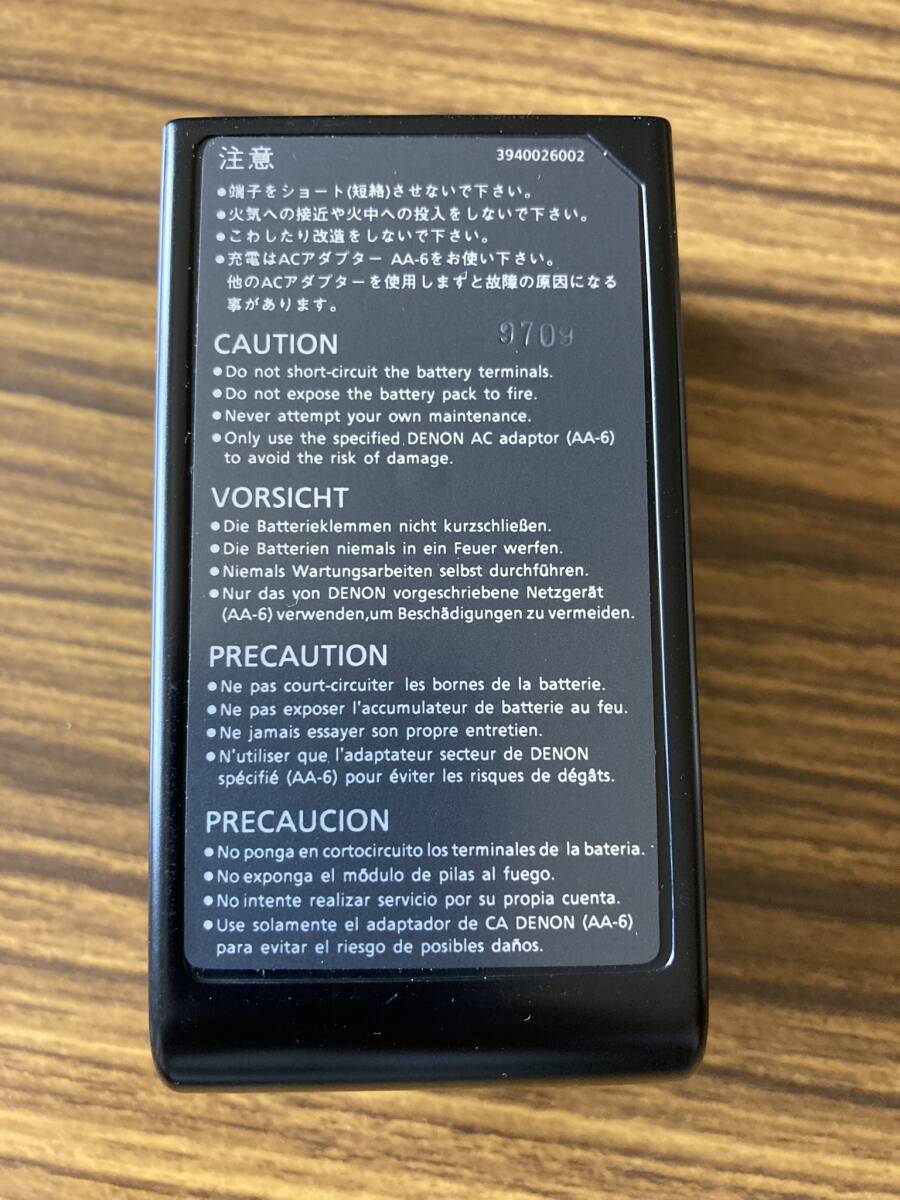 注意
3940026002
●端子をショート(短絡)させないで下さい。
●火気への接近や火中への投入をしないで下さい。
●こわしたり改造をしないで下さい。
●充電はACアダプター AA-6をお使い下さい。
他のACアダプターを使用しますと故障の原因になる
事があります。
9709
CAUTION
●Do not short-circuit the battery terminals.
●Do not expose the battery pack to fire.
●Never attempt your own maintenance.
●Only use the specified DENON AC adaptor (AA-6)
to avoid the risk of damage.
VORSICHT
●Die Batterieklemmen nicht kurzschließen.
●Die Batterien niemals in ein Feuer werfen.
●Niemals Wartungsarbeiten selbst durchführen.
●Nur das von DENON vorgeschriebene Netzgerät
(AA-6) verwenden,um Beschädigungen zu vermeiden.
PRECAUTION
●Ne pas court-circuiter les bornes de la batterie.
●Ne pas exposer l'accumulateur de batterie au feu.
●Ne jamais essayer son propre entretien.
●N'utiliser que l'adaptateur secteur de DENON
spécifié (AA-6) pour éviter les risques de dégâts.
PRECAUCION
●No ponga en cortocircuito los terminales de la bateria.
●No exponga el módulo de pilas al fuego.
●No intente realizar servicio por su propia cuenta.
●Use solamente el adaptador de CA DENON (AA-6)
para evitar el riesgo de posibles daños.